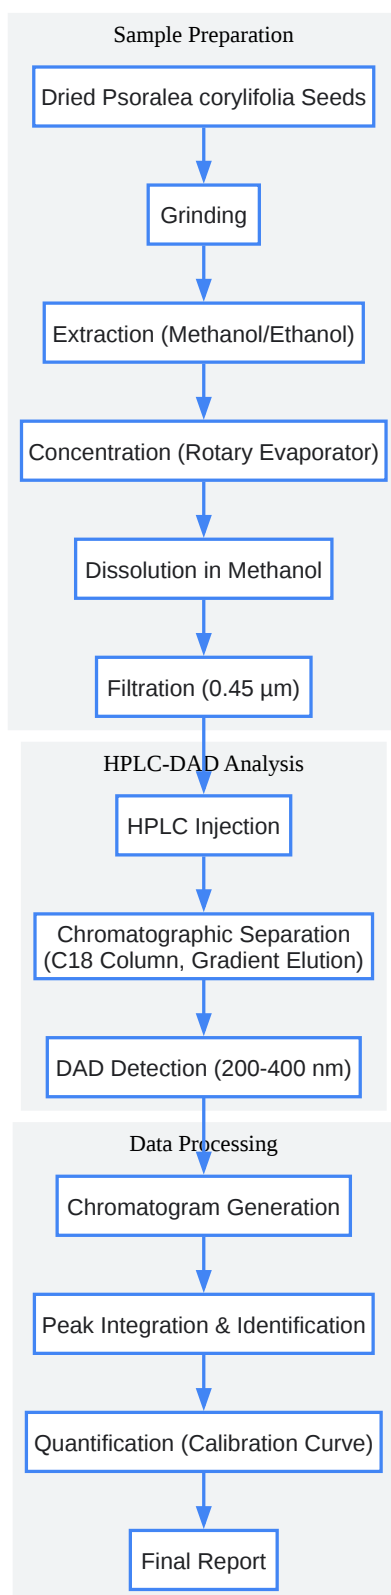 Sample Preparation
Dried Psoralea corylifolia Seeds
Grinding
Extraction (Methanol/Ethanol)
Concentration (Rotary Evaporator)
Dissolution in Methanol
Filtration (0.45 µm)
HPLC-DAD Analysis
HPLC Injection
Chromatographic Separation
(C18 Column, Gradient Elution)
DAD Detection (200-400 nm)
Data Processing
Chromatogram Generation
Peak Integration & Identification
Quantification (Calibration Curve)
Final Report